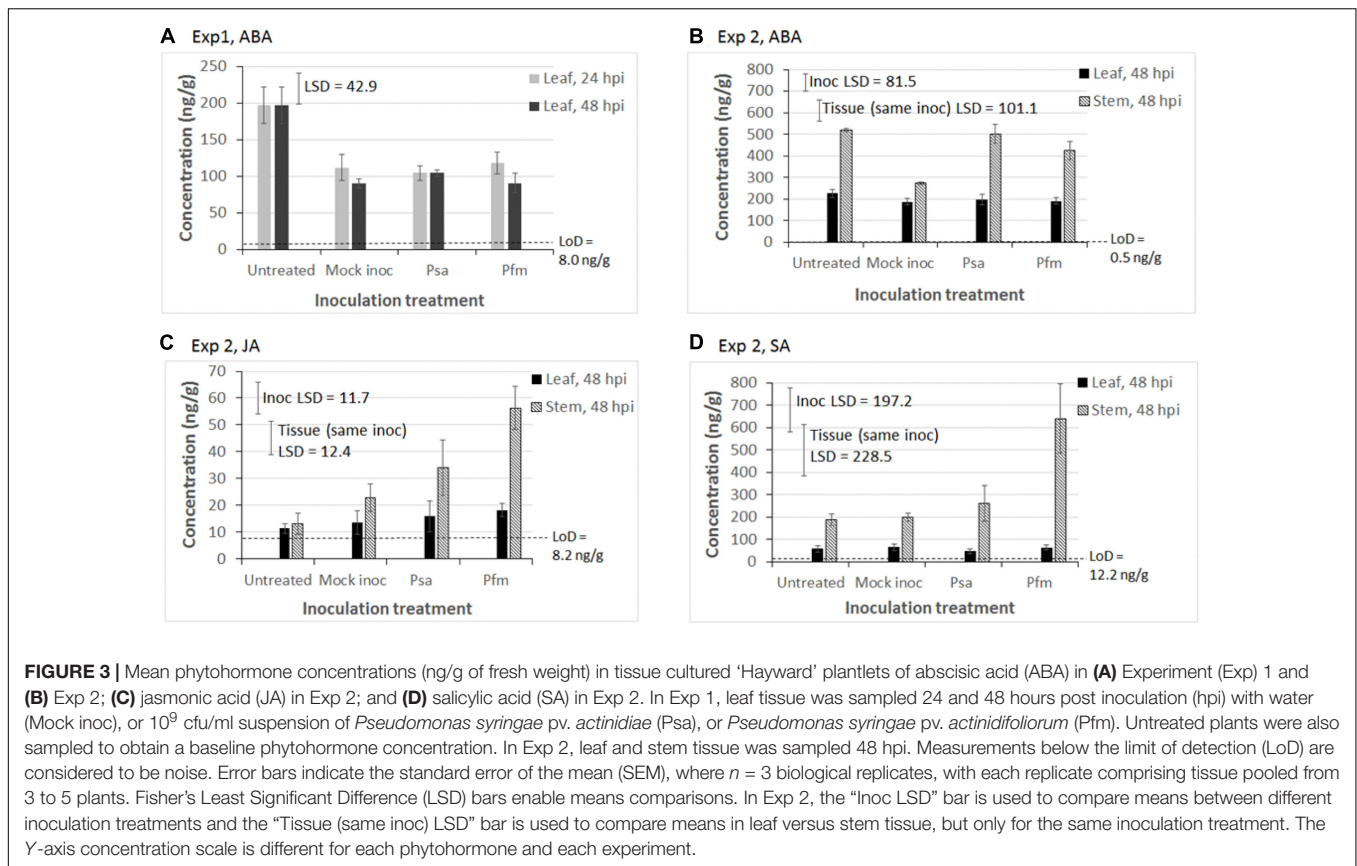 A Exp1, ABA
250
200
150
100
50
0
Concentration (ng/g)
LSD = 42.9
Leaf, 24 hpi
Leaf, 48 hpi
LoD =
8.0 ng/g
Untreated Mock inoc Psa Pfm
Inoculation treatment
B Exp 2, ABA
800
700
600
500
400
300
200
100
0
Concentration (ng/g)
Inoc LSD = 81.5
Tissue (same inoc) LSD = 101.1
Leaf, 48 hpi
Stem, 48 hpi
LoD =
0.5 ng/g
Untreated Mock inoc Psa Pfm
Inoculation treatment
C Exp 2, JA
70
60
50
40
30
20
10
0
Concentration (ng/g)
Inoc LSD = 11.7
Tissue (same inoc)
LSD = 12.4
Leaf, 48 hpi
Stem, 48 hpi
LoD =
8.2 ng/g
Untreated Mock inoc Psa Pfm
Inoculation treatment
D Exp 2, SA
800
700
600
500
400
300
200
100
0
Concentration (ng/g)
Inoc LSD = 197.2
Tissue (same inoc)
LSD = 228.5
Leaf, 48 hpi
Stem, 48 hpi
LoD =
12.2 ng/g
Untreated Mock inoc Psa Pfm
Inoculation treatment
FIGURE 3 | Mean phytohormone concentrations (ng/g of fresh weight) in tissue cultured 'Hayward' plantlets of abscisic acid (ABA) in (A) Experiment (Exp) 1 and
(B) Exp 2; (C) jasmonic acid (JA) in Exp 2; and (D) salicylic acid (SA) in Exp 2. In Exp 1, leaf tissue was sampled 24 and 48 hours post inoculation (hpi) with water
(Mock inoc), or 10⁹ cfu/ml suspension of Pseudomonas syringae pv. actinidiae (Psa), or Pseudomonas syringae pv. actinidifoliorum (Pfm). Untreated plants were also
sampled to obtain a baseline phytohormone concentration. In Exp 2, leaf and stem tissue was sampled 48 hpi. Measurements below the limit of detection (LoD) are
considered to be noise. Error bars indicate the standard error of the mean (SEM), where n = 3 biological replicates, with each replicate comprising tissue pooled from
3 to 5 plants. Fisher's Least Significant Difference (LSD) bars enable means comparisons. In Exp 2, the "Inoc LSD" bar is used to compare means between different
inoculation treatments and the "Tissue (same inoc) LSD" bar is used to compare means in leaf versus stem tissue, but only for the same inoculation treatment. The
Y-axis concentration scale is different for each phytohormone and each experiment.